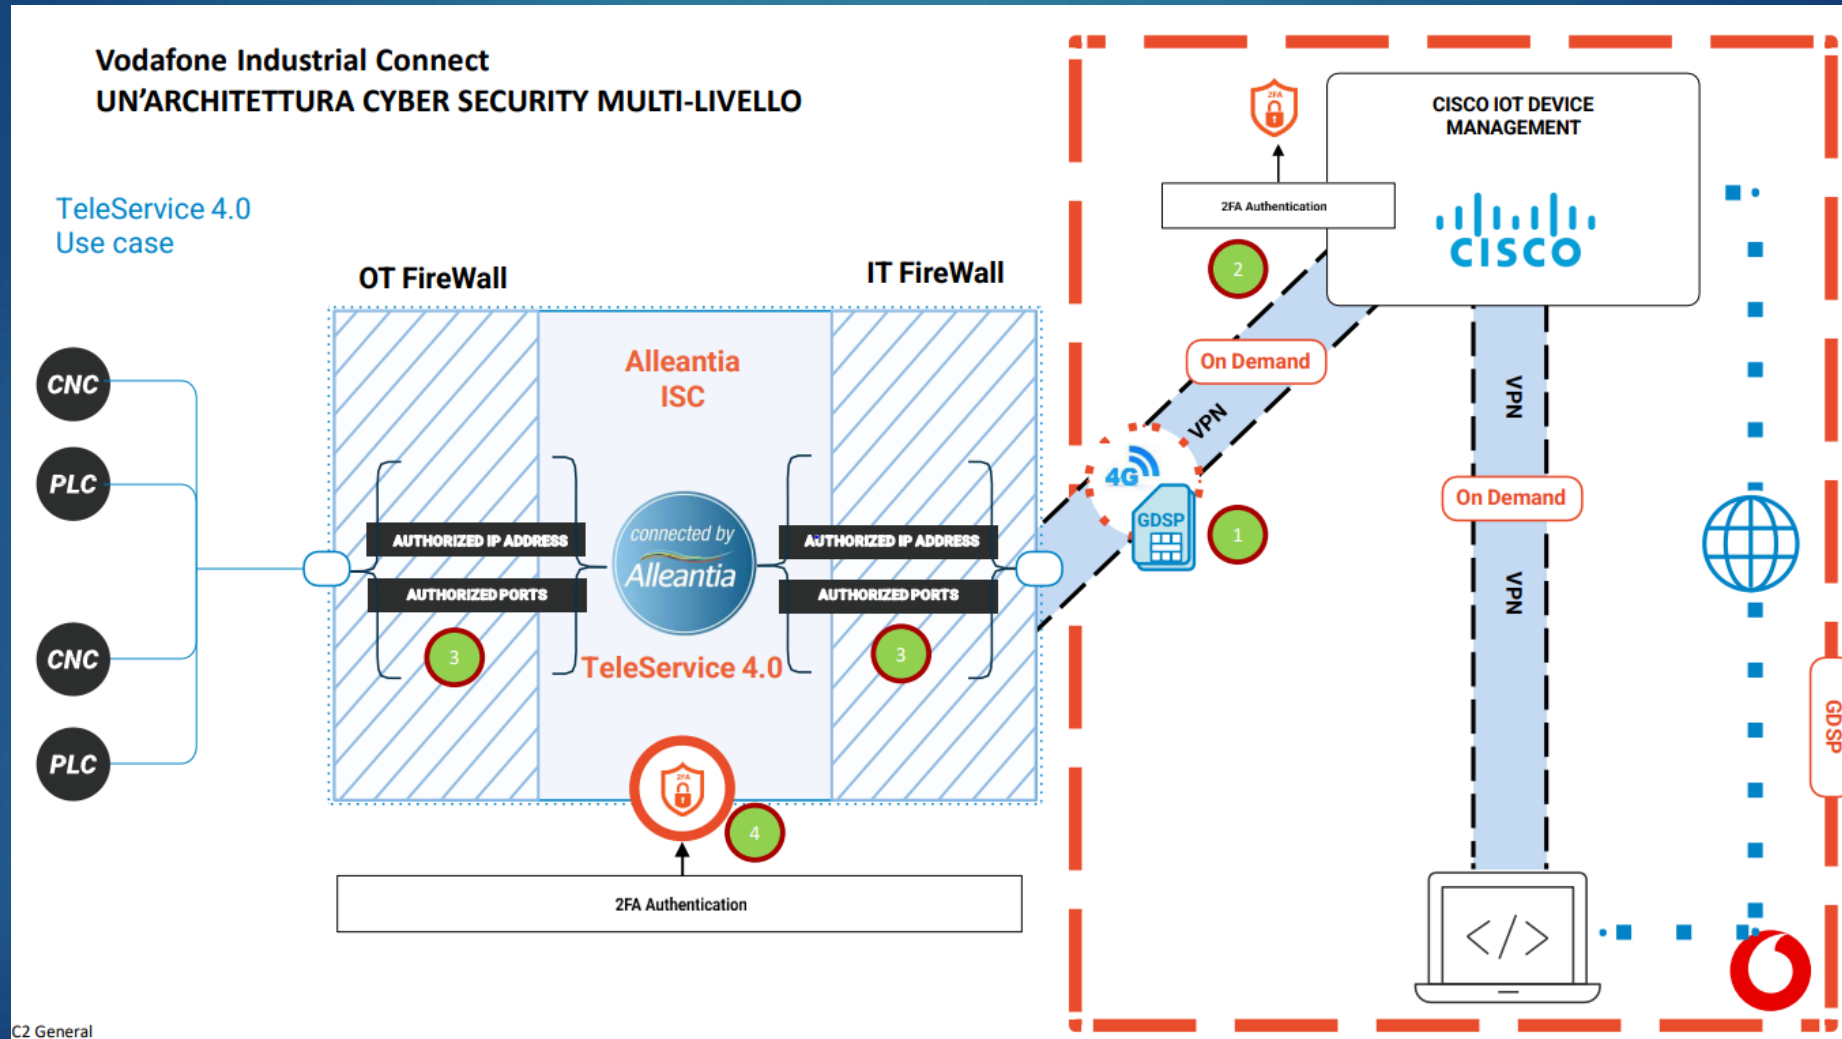 Vodafone Industrial Connect
UN'ARCHITETTURA CYBER SECURITY MULTI-LIVELLO
TeleService 4.0
Use case
OT FireWall
IT FireWall
CNC
PLC
CNC
PLC
Alleantia
ISC
AUTHORIZED IP ADDRESS
AUTHORIZED PORTS
3
connected by
Alleantia
AUTHORIZED IP ADDRESS
AUTHORIZED PORTS
3
TeleService 4.0
2FA
4
2FA Authentication
2FA
2FA Authentication
2
CISCO IOT DEVICE
MANAGEMENT
CISCO
On Demand
VPN
4G
GDSP
1
VPN
On Demand
VPN
</>
GDSP
C2 General